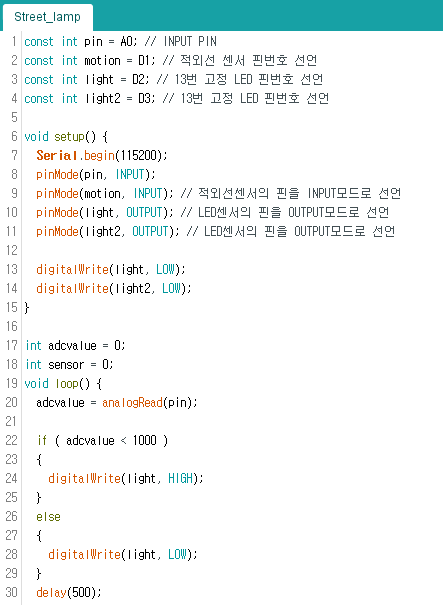 Street_lamp
1 const int pin = A0; // INPUT PIN
2 const int motion = D1; // 적외선 센서 핀번호 선언
3 const int light = D2; // 13번 고정 LED 핀번호 선언
4 const int light2 = D3; // 13번 고정 LED 핀번호 선언
5
6 void setup() {
7 Serial.begin(115200);
8 pinMode(pin, INPUT);
9 pinMode(motion, INPUT); // 적외선센서의 핀을 INPUT모드로 선언
10 pinMode(light, OUTPUT); // LED센서의 핀을 OUTPUT모드로 선언
11 pinMode(light2, OUTPUT); // LED센서의 핀을 OUTPUT모드로 선언
12
13 digitalWrite(light, LOW);
14 digitalWrite(light2, LOW);
15 }
16
17 int adcvalue = 0;
18 int sensor = 0;
19 void loop() {
20 adcvalue = analogRead(pin);
21
22 if ( adcvalue < 1000 )
23 {
24 digitalWrite(light, HIGH);
25 }
26 else
27 {
28 digitalWrite(light, LOW);
29 }
30 delay(500);